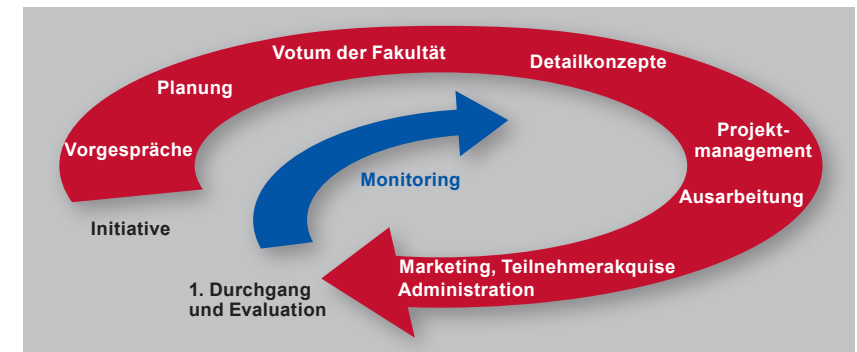 Initiative
Vorgespräche
Planung
Votum der Fakultät
Detailkonzepte
Projekt-
management
Ausarbeitung
Marketing, Teilnehmerakquise
Administration
1. Durchgang
und Evaluation
Monitoring